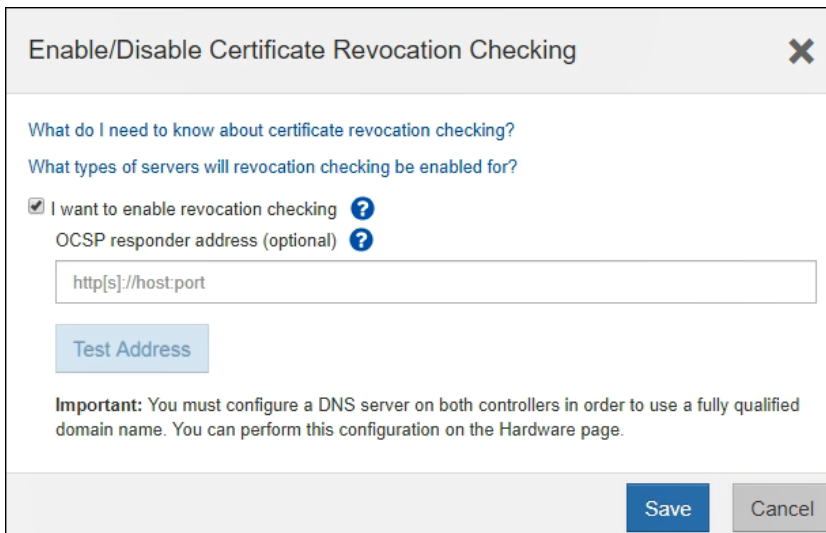 Enable/Disable Certificate Revocation Checking
What do I need to know about certificate revocation checking?
What types of servers will revocation checking be enabled for?
I want to enable revocation checking ?
OCSP responder address (optional) ?
http[s]://host:port
Test Address
Important: You must configure a DNS server on both controllers in order to use a fully qualified
domain name. You can perform this configuration on the Hardware page.
Save Cancel